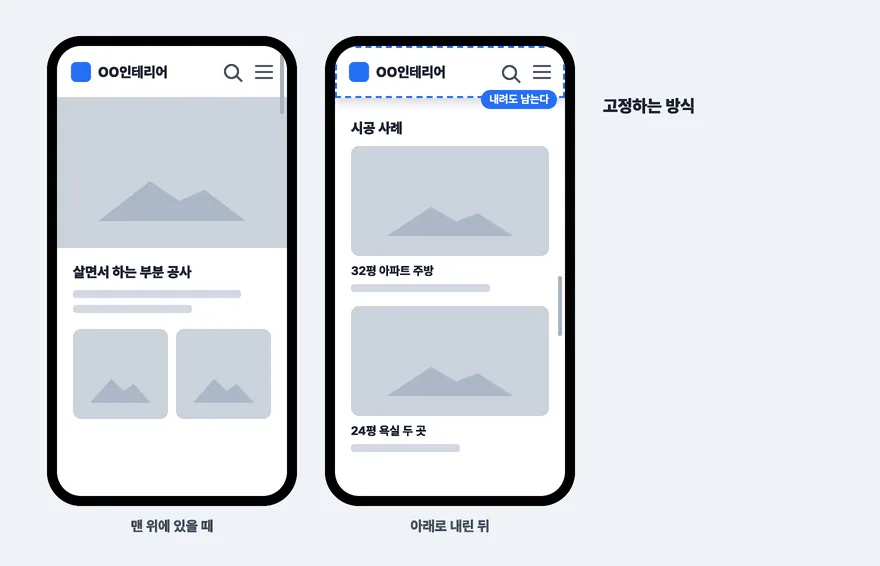 OO인테리어
살면서 하는 부분 공사
맨 위에 있을 때
OO인테리어
내려도 남는다
시공 사례
32평 아파트 주방
24평 욕실 두 곳
아래로 내린 뒤
고정하는 방식